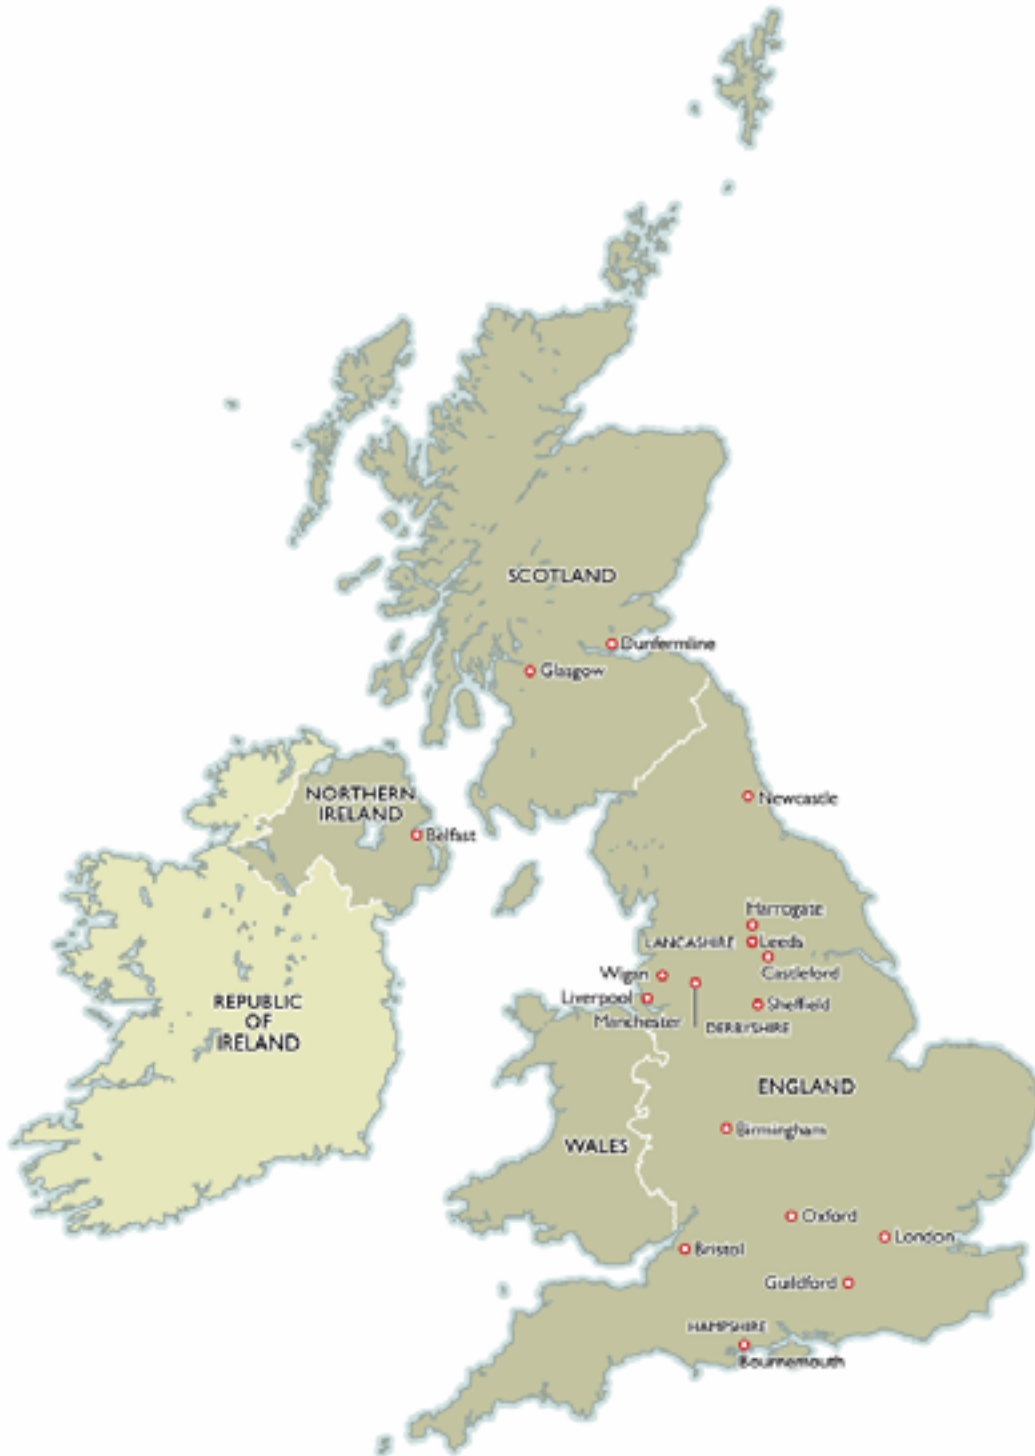 SCOTLAND
Dunfermline
Glasgow
NORTHERN
IRELAND
Newcastle
Belfast
Harrogate
LANCASHIRE
Leeds
Castleford
Wigan
Liverpool
Sheffield
Manchester
DERBYSHIRE
REPUBLIC
OF
IRELAND
ENGLAND
Birmingham
WALES
Oxford
London
Bristol
Guildford
HAMPSHIRE
Bournemouth